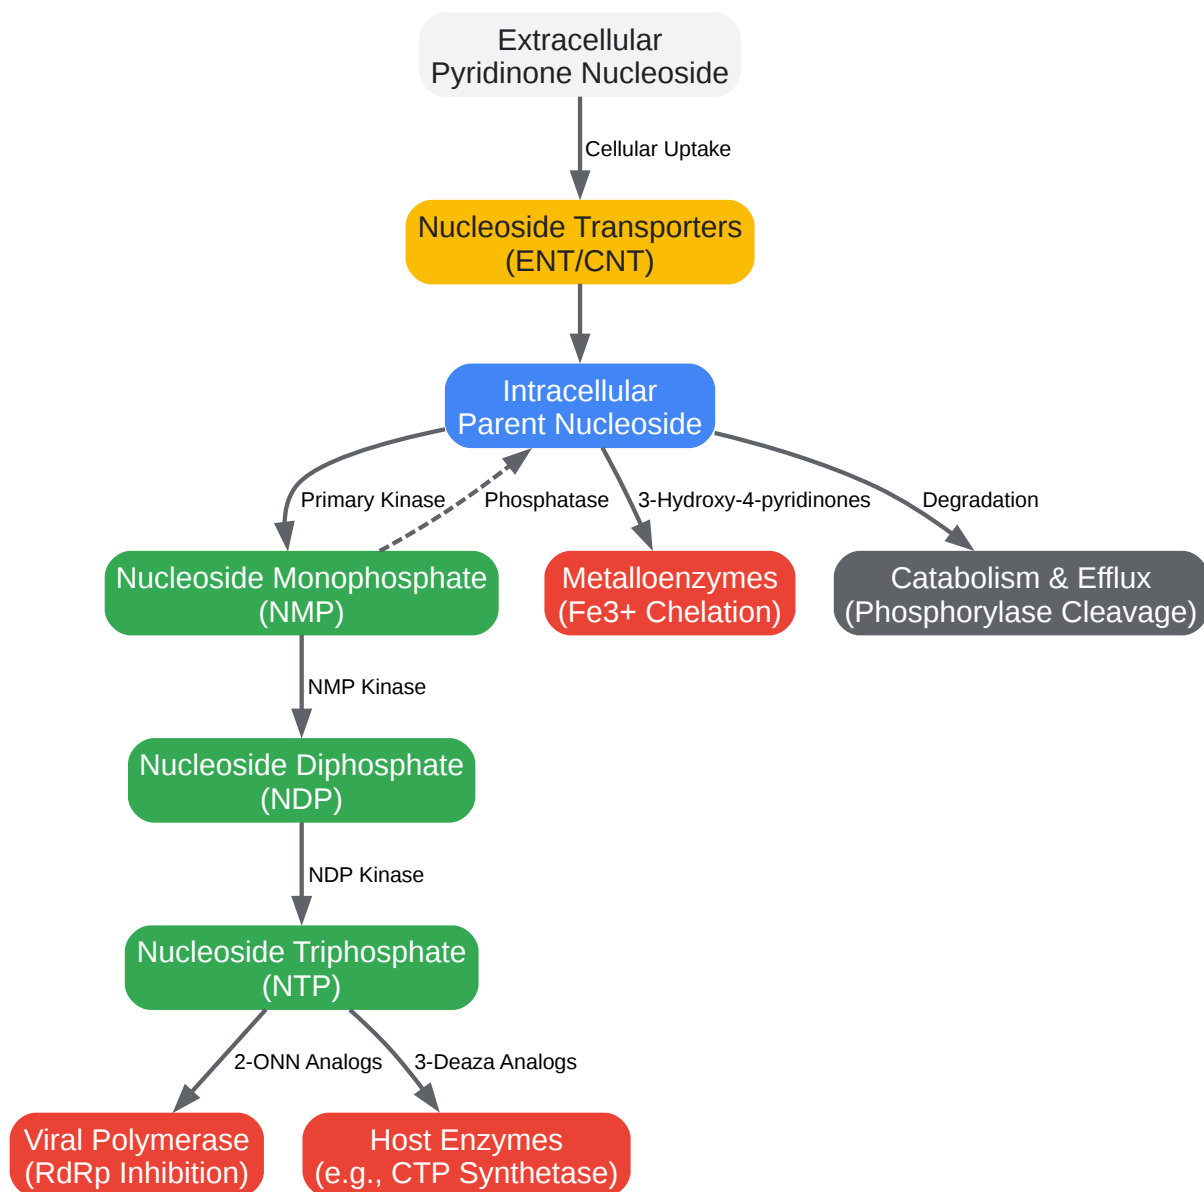 Extracellular
Pyridinone Nucleoside
Cellular Uptake
Nucleoside Transporters
(ENT/CNT)
Intracellular
Parent Nucleoside
Primary Kinase
Phosphatase
3-Hydroxy-4-pyridinones
Degradation
Nucleoside Monophosphate
(NMP)
Metalloenzymes
(Fe3+ Chelation)
Catabolism & Efflux
(Phosphorylase Cleavage)
NMP Kinase
Nucleoside Diphosphate
(NDP)
NDP Kinase
Nucleoside Triphosphate
(NTP)
2-ONN Analogs
3-Deaza Analogs
Viral Polymerase
(RdRp Inhibition)
Host Enzymes
(e.g., CTP Synthetase)